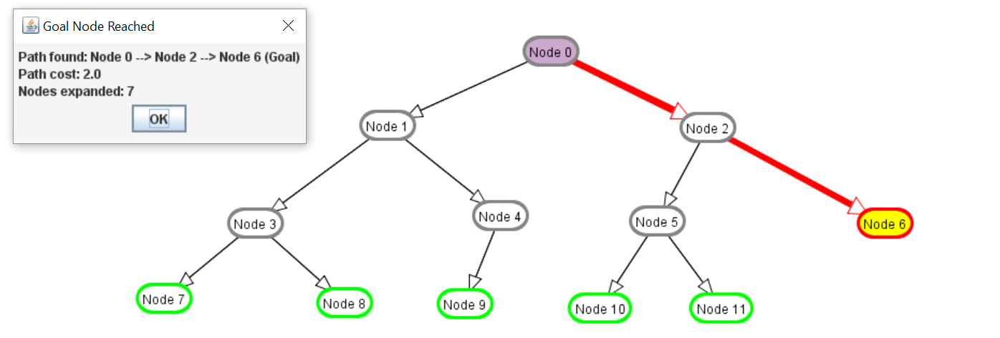 Goal Node Reached
Path found: Node 0 --> Node 2 --> Node 6 (Goal)
Path cost: 2.0
Nodes expanded: 7
OK
Node 0
Node 1
Node 2
Node 3
Node 4
Node 5
Node 6
Node 7
Node 8
Node 9
Node 10
Node 11